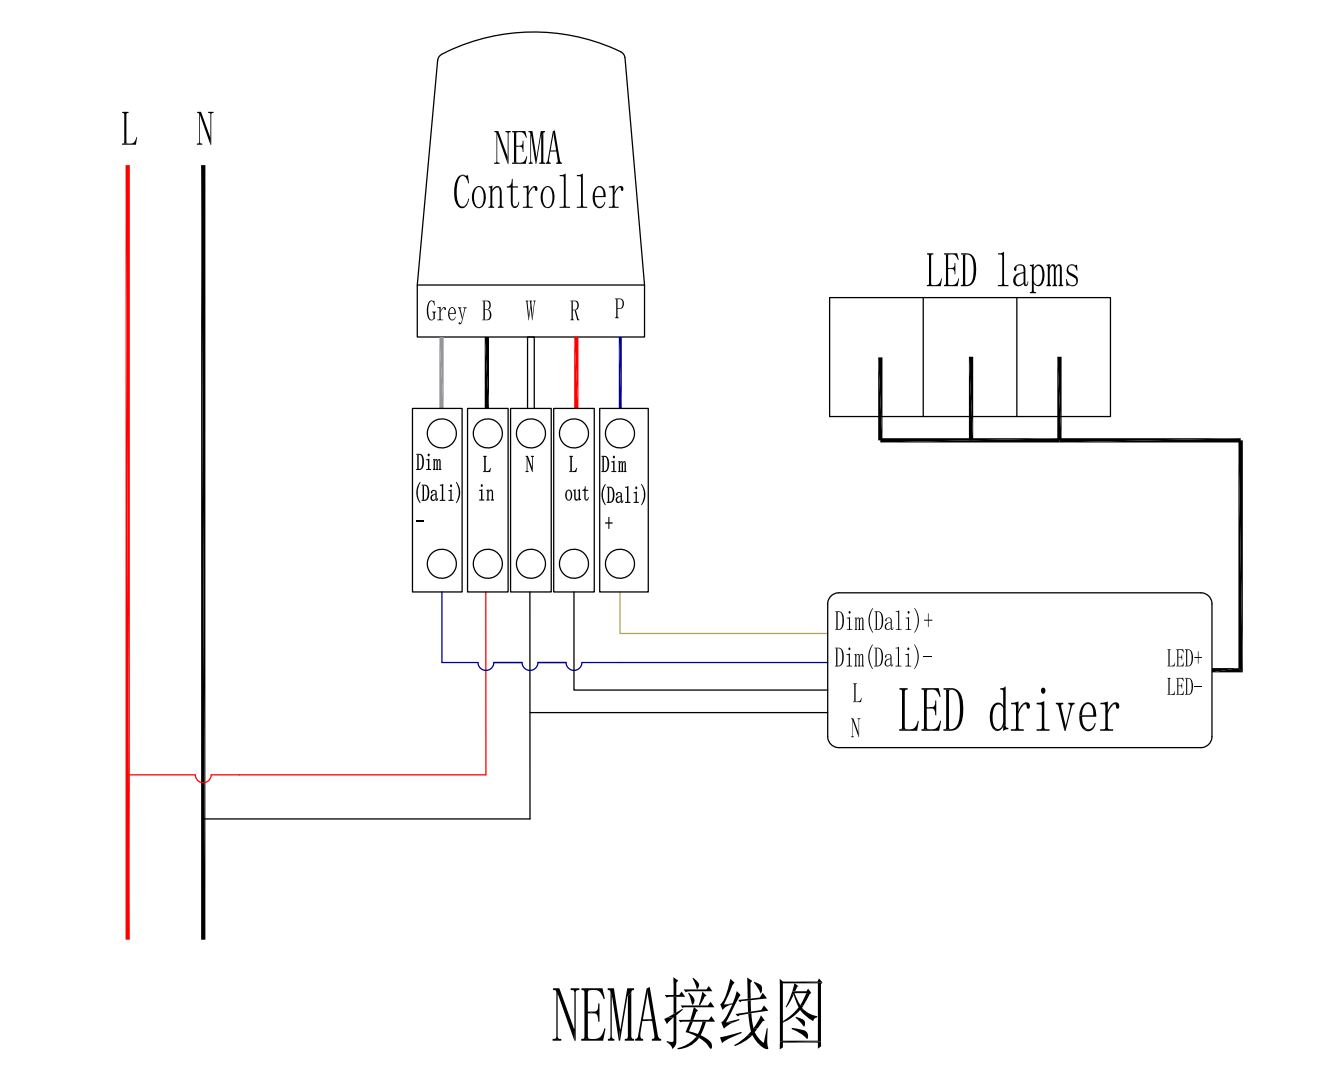 L N
NEMA
Controller
Grey B W R P
LED lapms
Dim L N L Dim
(Dali) in out (Dali)
- +
Dim(Dali)+
Dim(Dali)-
L
N
LED driver
LED+
LED-
NEMA接线图